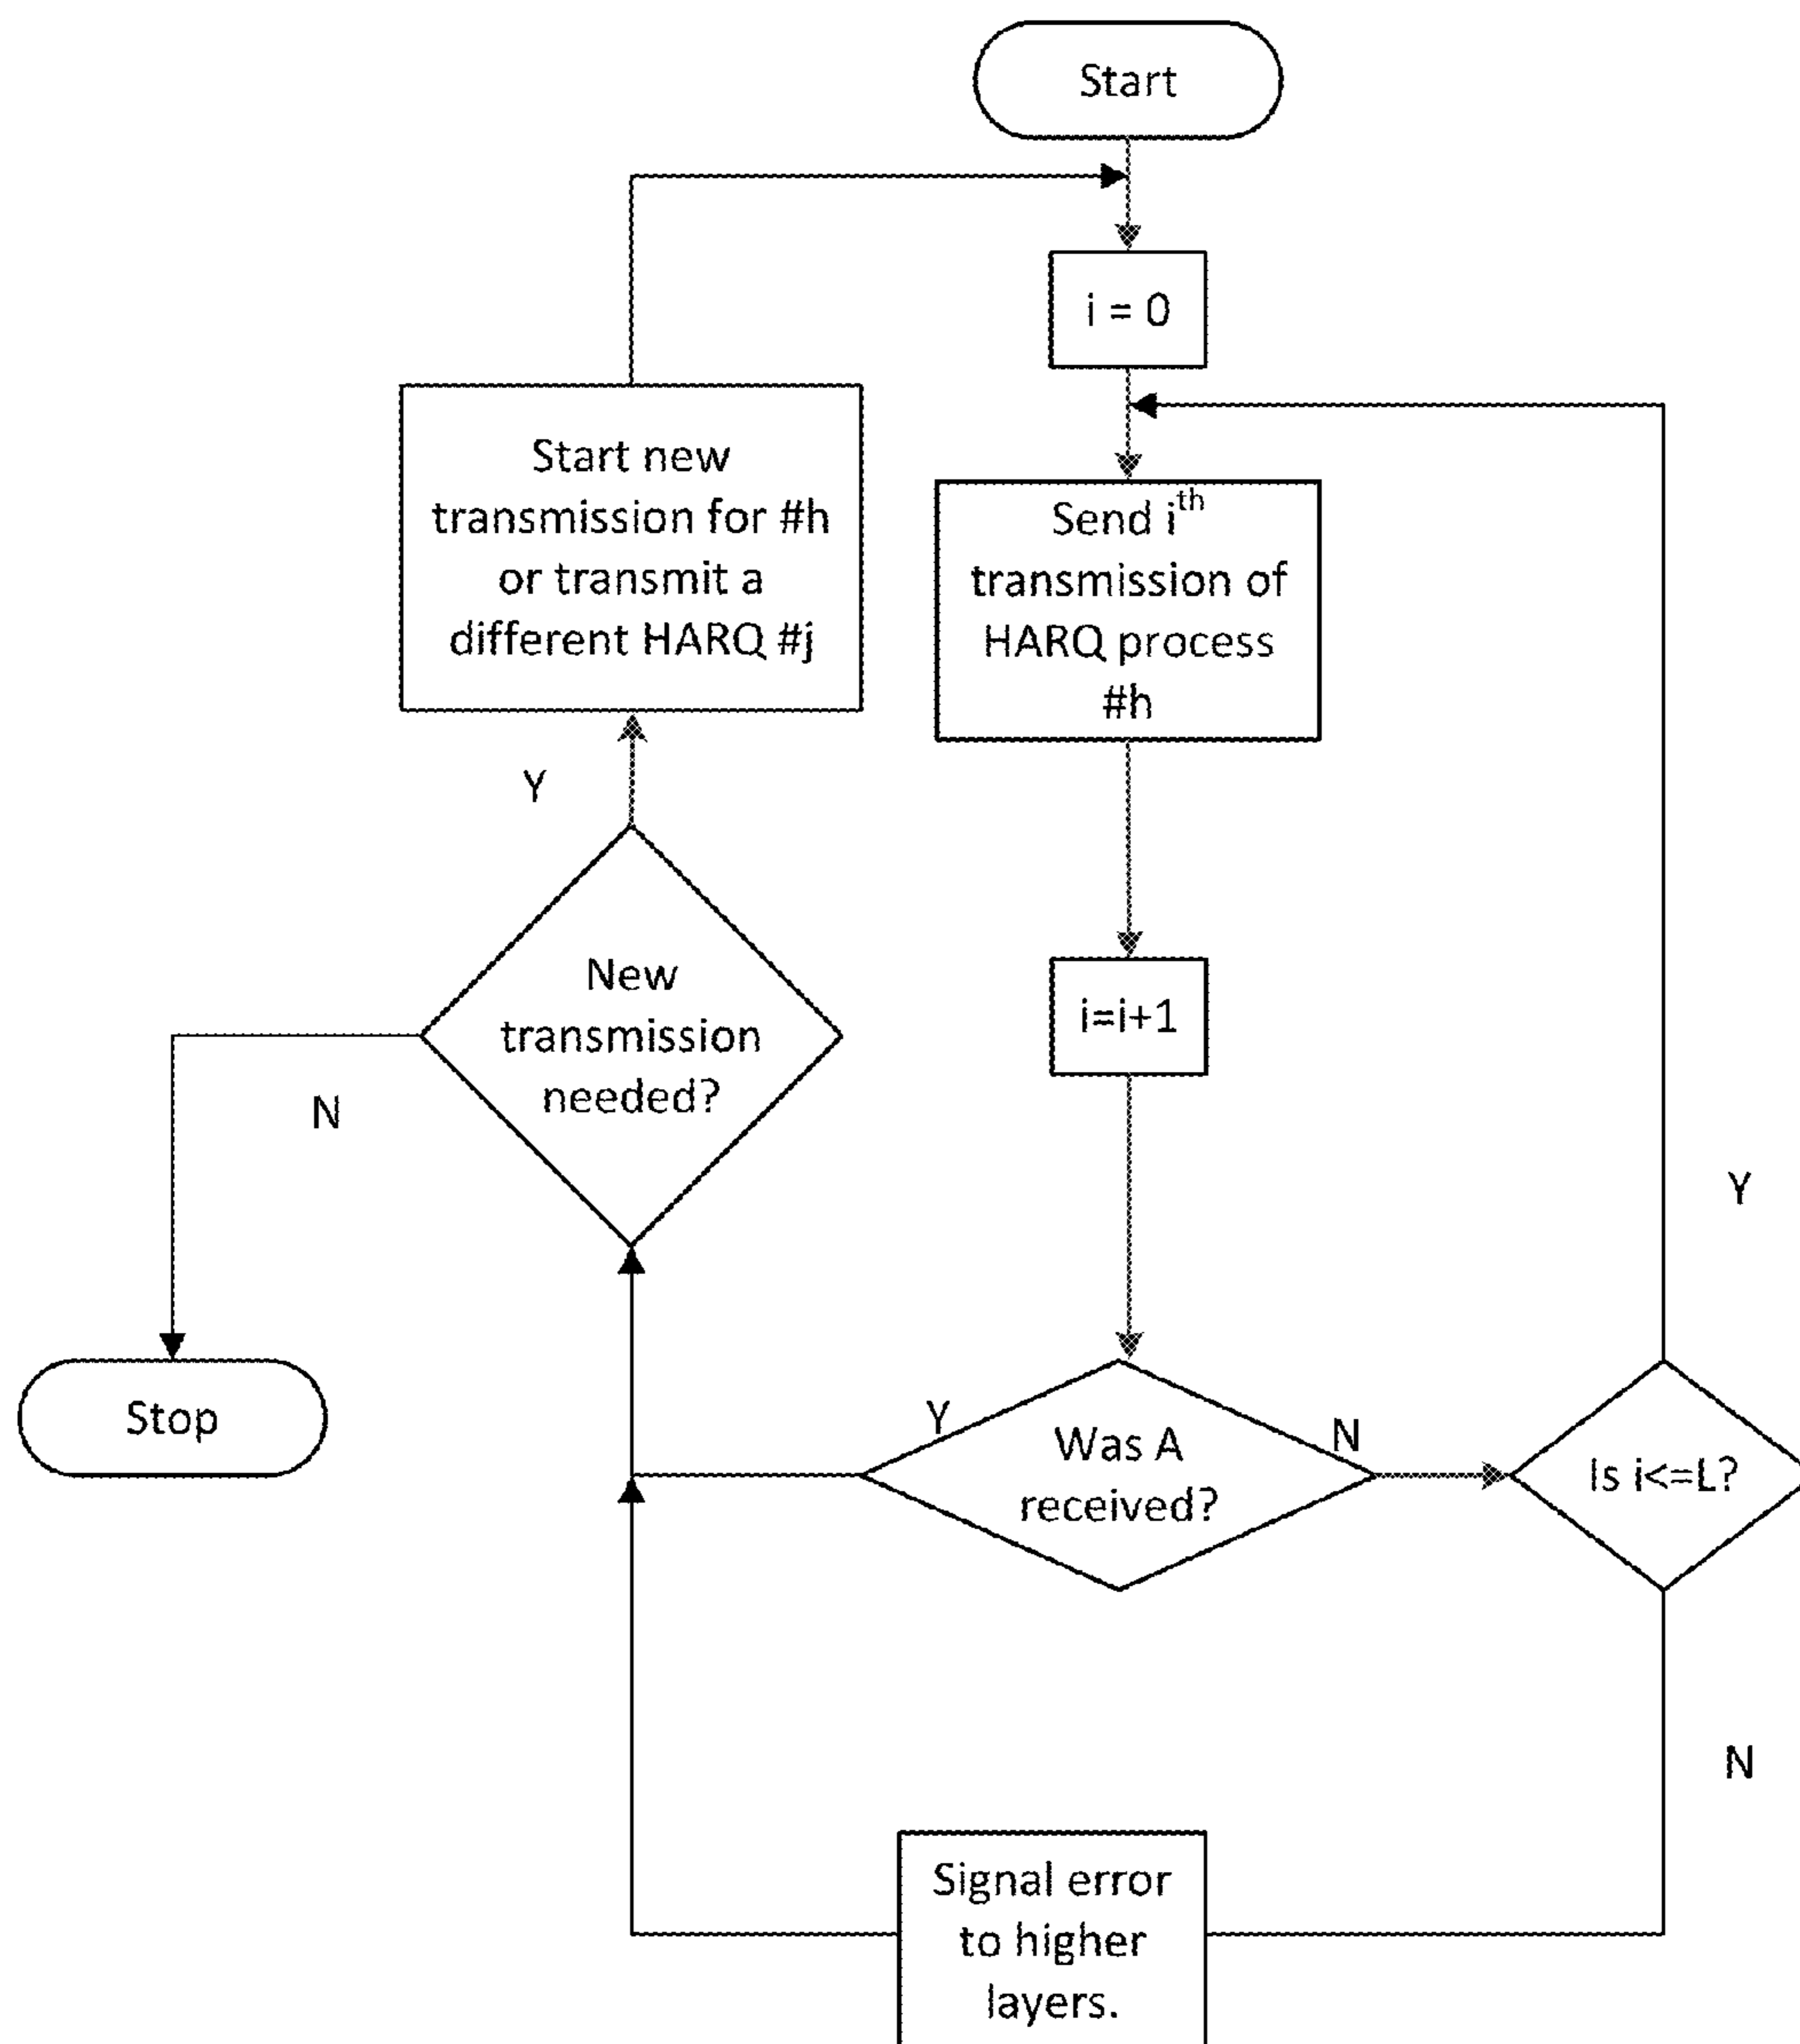 Start
i = 0
Start new
transmission for #h
or transmit a
different HARQ #j
Send ith
transmission of
HARQ process
#h
Y
New
transmission
needed?
i=i+1
N
Y
Stop
Y
Was A
received?
N
Is i<=L?
N
Signal error
to higher
layers.